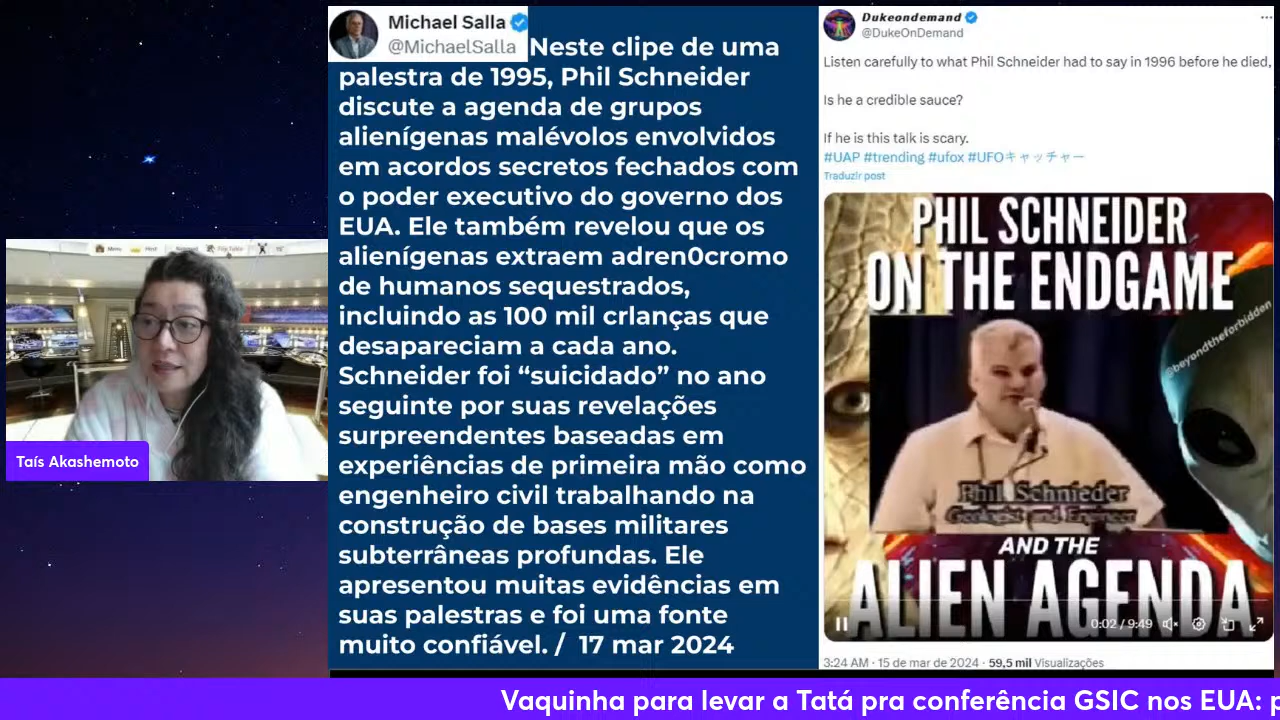 Michael Salla
@MichaelSalla
Neste clipe de uma
palestra de 1995, Phil Schneider
discute a agenda de grupos
alienígenas malévolos envolvidos
em acordos secretos fechados com
o poder executivo do governo dos
EUA. Ele também revelou que os
alienígenas extraem adren0cromo
de humanos sequestrados,
incluindo as 100 mil crlanças que
desapareciam a cada ano.
Schneider foi “suicidado” no ano
seguinte por suas revelações
surpreendentes baseadas em
experiências de primeira mão como
engenheiro civil trabalhando na
construção de bases militares
subterrâneas profundas. Ele
apresentou muitas evidências em
suas palestras e foi uma fonte
muito confiável. / 17 mar 2024
Dukeondemand
@DukeOnDemand
Listen carefully to what Phil Schneider had to say in 1996 before he died,
Is he a credible sauce?
If he is this talk is scary.
#UAP #trending #ufox #UFOキャッチャー
Traduzir post
PHIL SCHNEIDER
ON THE ENDGAME
@beyondtheforbidden
Phil Schnieder
Geologist and Engineer
AND THE
ALIEN AGENDA
0:02 / 9:49
3:24 AM · 15 de mar de 2024 · 59,5 mil Visualizações
Menu
Taís Akashemoto
Vaquinha para levar a Tatá pra conferência GSIC nos EUA: p